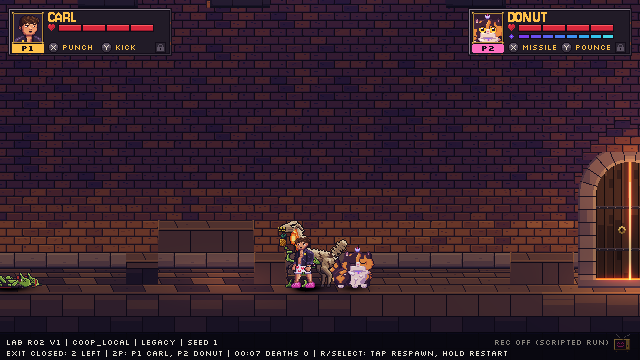 CARL
P1
X PUNCH Y KICK
DONUT
P2
X MISSILE Y POUNCE
LAB R02 V1 | COOP_LOCAL | LEGACY | SEED 1
REC OFF (SCRIPTED RUN)
EXIT CLOSED: 2 LEFT | 2P: P1 CARL, P2 DONUT | 00:07 DEATHS 0 | R/SELECT: TAP RESPAWN, HOLD RESTART